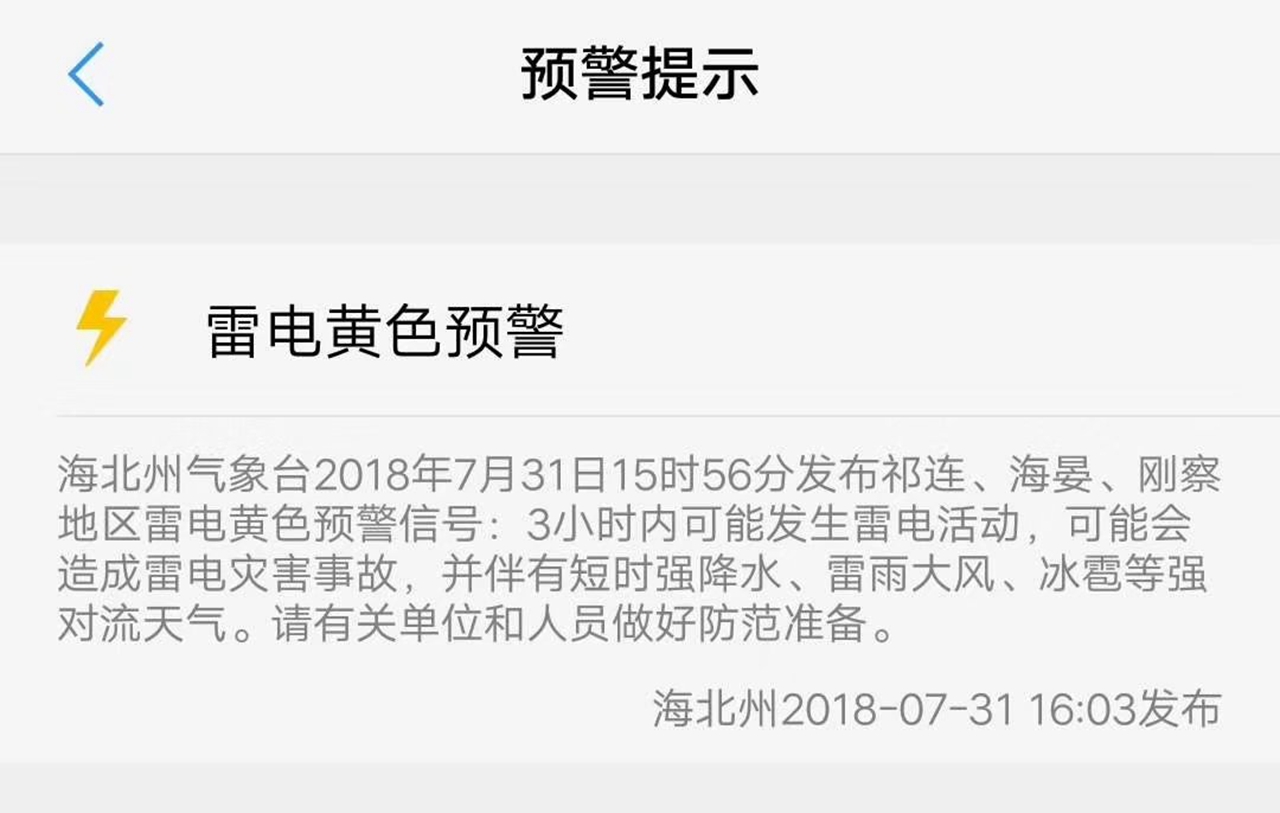 预警提示
雷电黄色预警
海北州气象台2018年7月31日15时56分发布祁连、海晏、刚察
地区雷电黄色预警信号：3小时内可能发生雷电活动，可能会
造成雷电灾害事故，并伴有短时强降水、雷雨大风、冰雹等强
对流天气。请有关单位和人员做好防范准备。
海北州2018-07-31 16:03发布